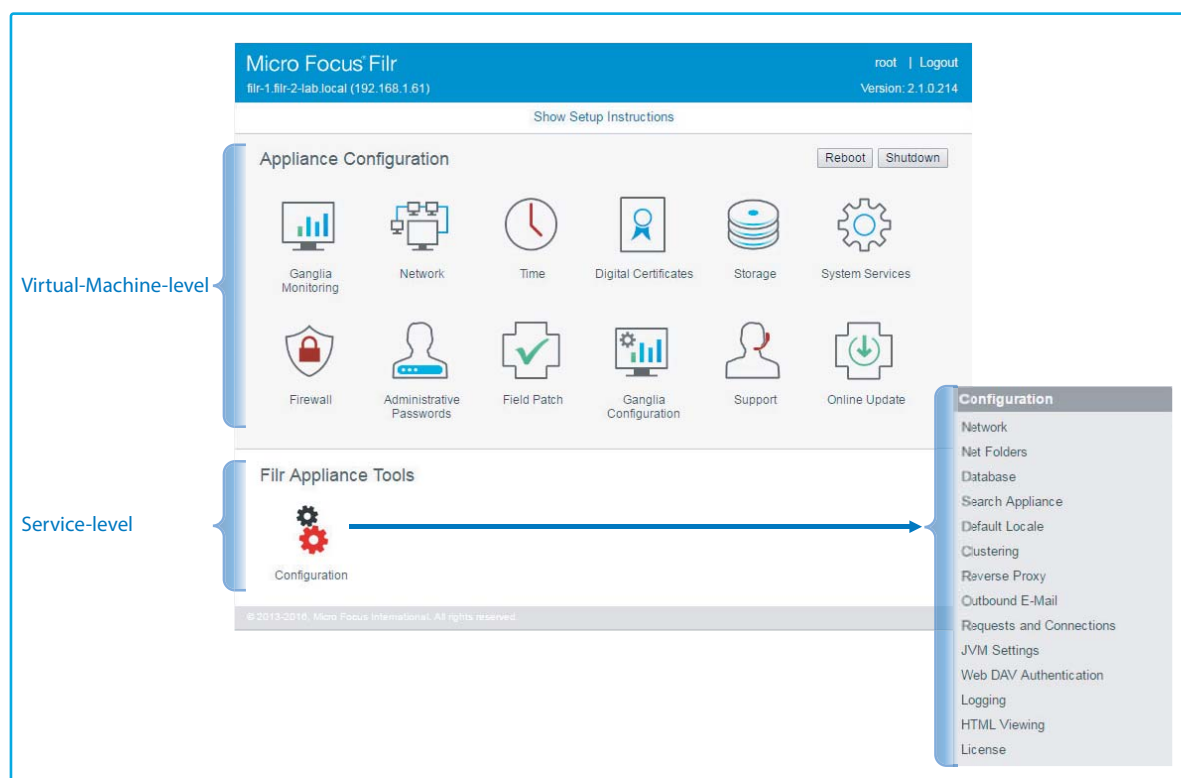 Micro Focus® Filr
root | Logout
filr-1.filr-2-lab.local (192.168.1.61)
Version: 2.1.0.214
Show Setup Instructions
Appliance Configuration
Reboot Shutdown
Virtual-Machine-level
Ganglia
Monitoring
Network
Time
Digital Certificates
Storage
System Services
Firewall
Administrative
Passwords
Field Patch
Ganglia
Configuration
Support
Online Update
Filr Appliance Tools
Service-level
Configuration
© 2013-2016, Micro Focus International. All rights reserved.
Configuration
Network
Net Folders
Database
Search Appliance
Default Locale
Clustering
Reverse Proxy
Outbound E-Mail
Requests and Connections
JVM Settings
Web DAV Authentication
Logging
HTML Viewing
License